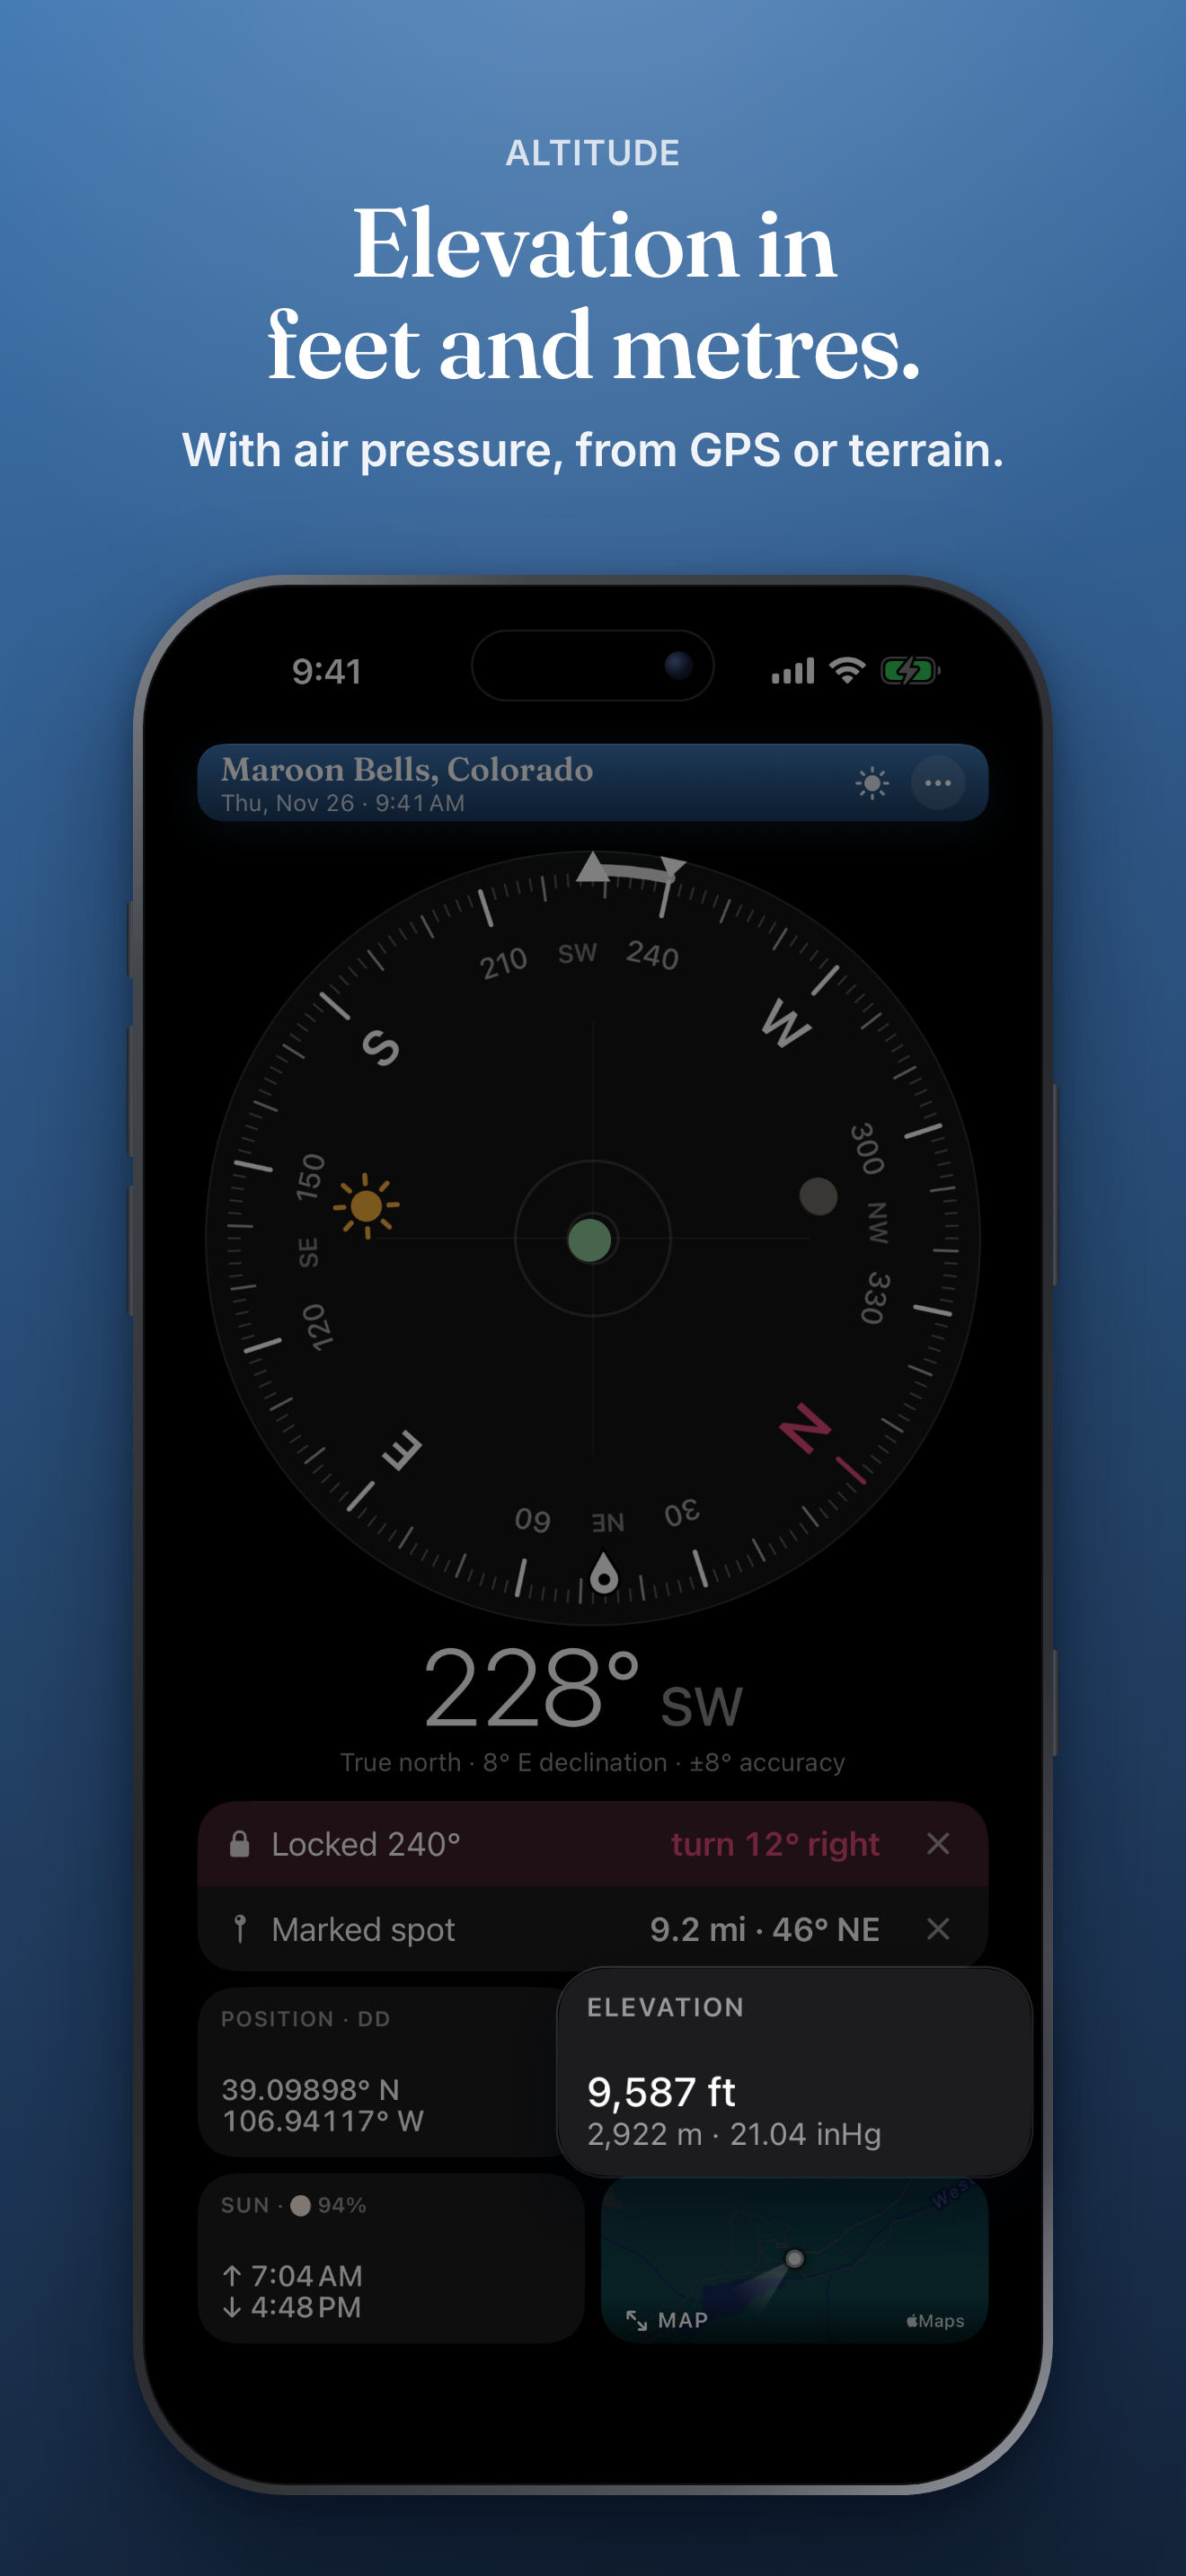 ALTITUDE
Elevation in
feet and metres.
With air pressure, from GPS or terrain.
9:41
Maroon Bells, Colorado
Thu, Nov 26 · 9:41 AM
210 SW 240
S W
150 300
SE NW
120 330
E N
60 NE 30
228° SW
True north · 8° E declination · ±8° accuracy
Locked 240° turn 12° right
Marked spot 9.2 mi · 46° NE
POSITION · DD
39.09898° N
106.94117° W
ELEVATION
9,587 ft
2,922 m · 21.04 inHg
SUN · 94%
↑ 7:04 AM
↓ 4:48 PM
West
MAP
Maps